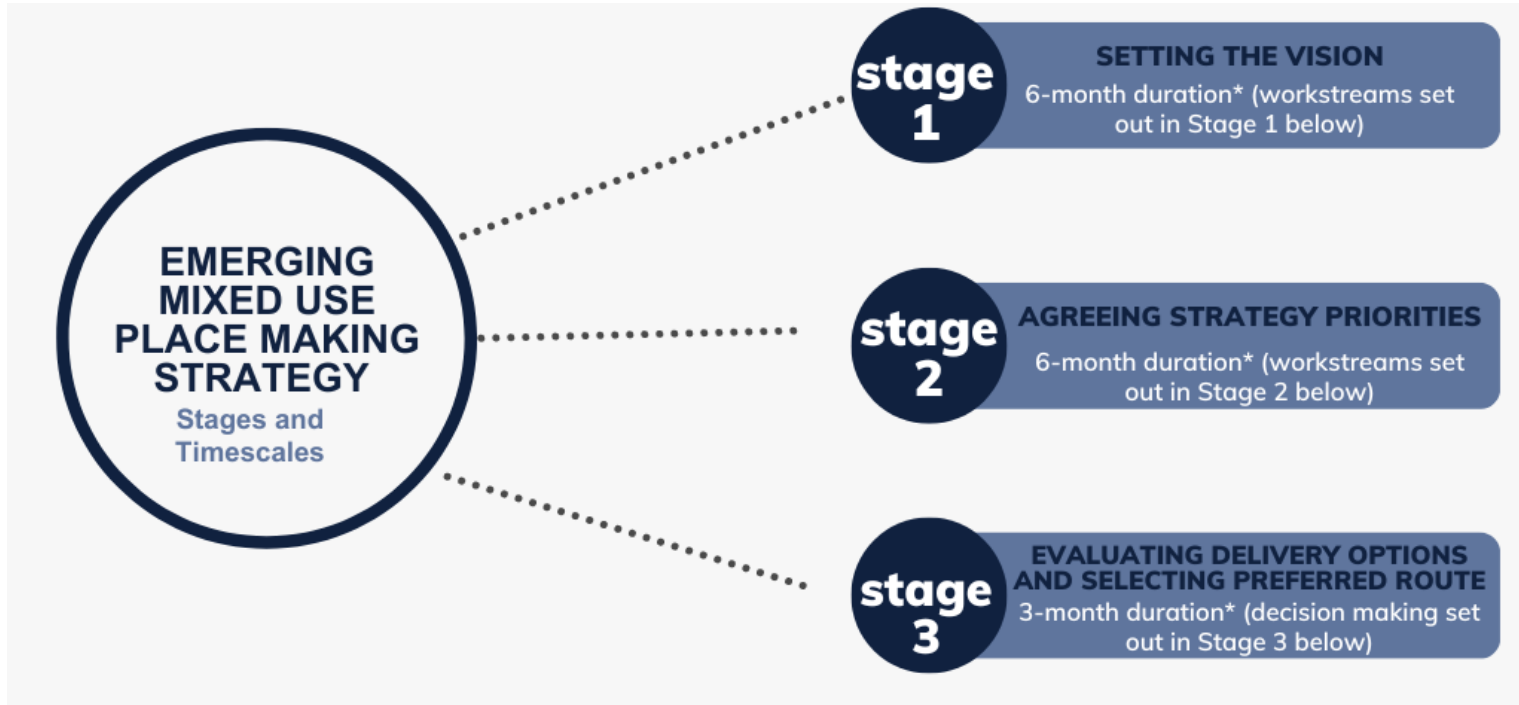 EMERGING
MIXED USE
PLACE MAKING
STRATEGY
Stages and
Timescales
stage
1
SETTING THE VISION
6-month duration* (workstreams set
out in Stage 1 below)
stage
2
AGREEING STRATEGY PRIORITIES
6-month duration* (workstreams set
out in Stage 2 below)
stage
3
EVALUATING DELIVERY OPTIONS
AND SELECTING PREFERRED ROUTE
3-month duration* (decision making set
out in Stage 3 below)